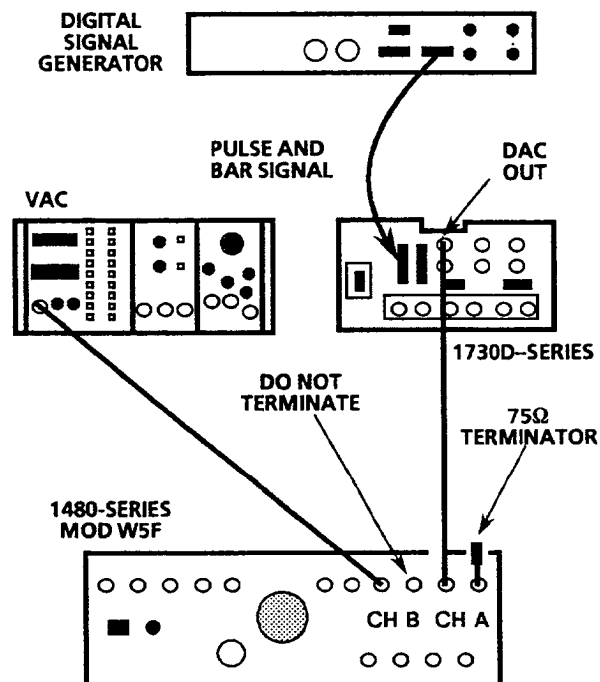 DIGITAL
SIGNAL
GENERATOR
PULSE AND
BAR SIGNAL
DAC
OUT
VAC
1730D–SERIES
DO NOT
TERMINATE
75Ω
TERMINATOR
1480-SERIES
MOD W5F
CH B CH A